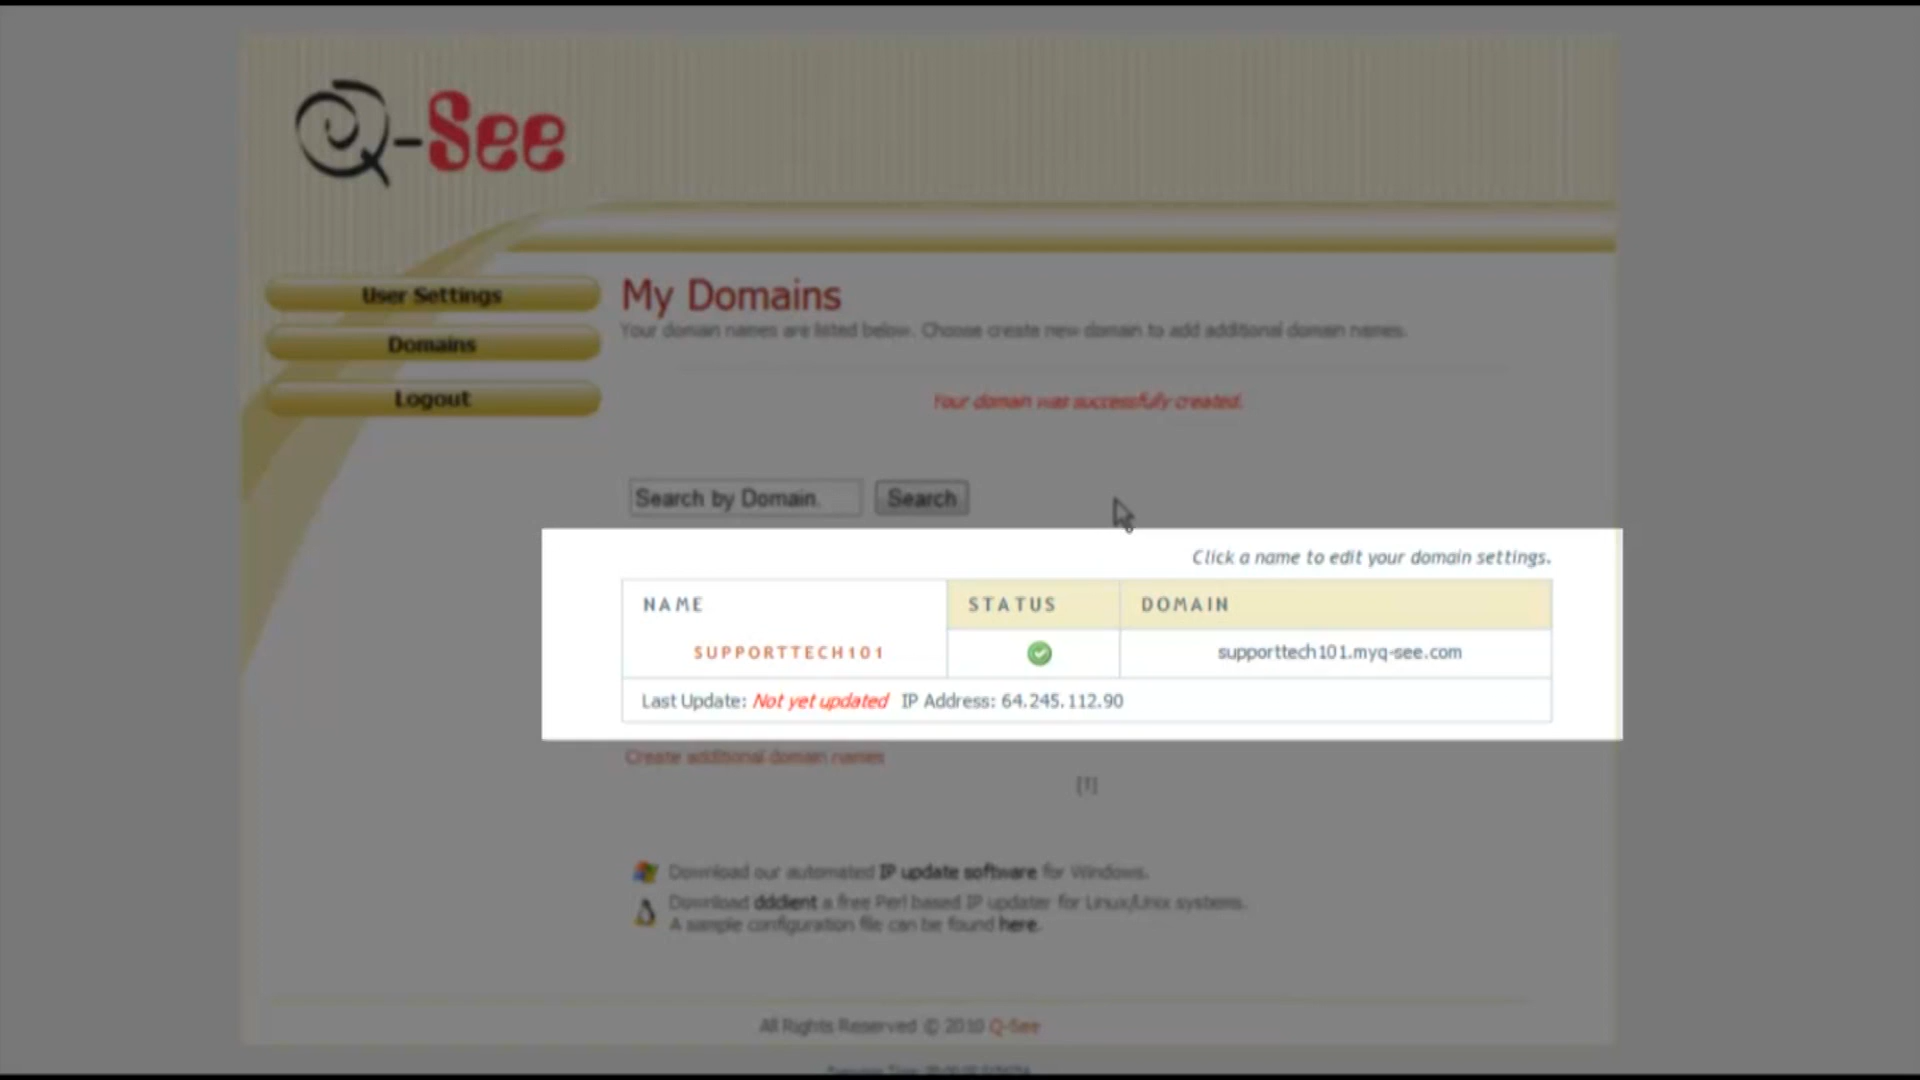 Q-See
User Settings
Domains
Logout
My Domains
Your domain names are listed below. Choose create new domain to add additional domain names.
Your domain was successfully created.
Search by Domain.
Search
Click a name to edit your domain settings.
NAME STATUS DOMAIN
SUPPORTTECH101 supporttech101.myq-see.com
Last Update: Not yet updated IP Address: 64.245.112.90
Create additional domain names
[1]
Download our automated IP update software for Windows.
Download ddclient a free Perl based IP updater for Linux/Unix systems.
A sample configuration file can be found here.
All Rights Reserved © 2010 Q-See